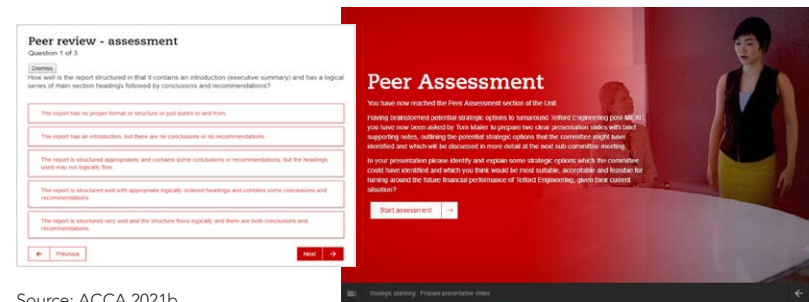 Peer review - assessment
Question 1 of 3
Dismiss
How well is the report structured in that it contains an introduction (executive summary) and has a logical
series of main section headings followed by conclusions and recommendations?
The report has no proper format or structure or just states to and from.
The report has an introduction, but there are no conclusions or no recommendations.
The report is structured appropriately and contains some conclusions or recommendations, but the headings
used may not logically flow.
The report is structured well with appropriate logically ordered headings and contains some conclusions and
recommendations.
The report is structured very well and the structure flows logically and there are both conclusions and
recommendations.
Previous
Next
Source: ACCA 2021b
Peer Assessment
You have now reached the Peer Assessment section of the Unit.
Having brainstormed potential strategic options to turnaround Telford Engineering post-MEXI,
you have now been asked by Tom Mailer to prepare two clear presentation slides with brief
supporting notes, outlining the potential strategic options that the committee might have
identified and which will be discussed in more detail at the next sub-committee meeting.
In your presentation please identify and explain some strategic options which the committee
could have identified and which you think would be most suitable, acceptable and feasible for
turning around the future financial performance of Telford Engineering, given their current
situation?
Start assessment
Strategic planning : Prepare presentation slides